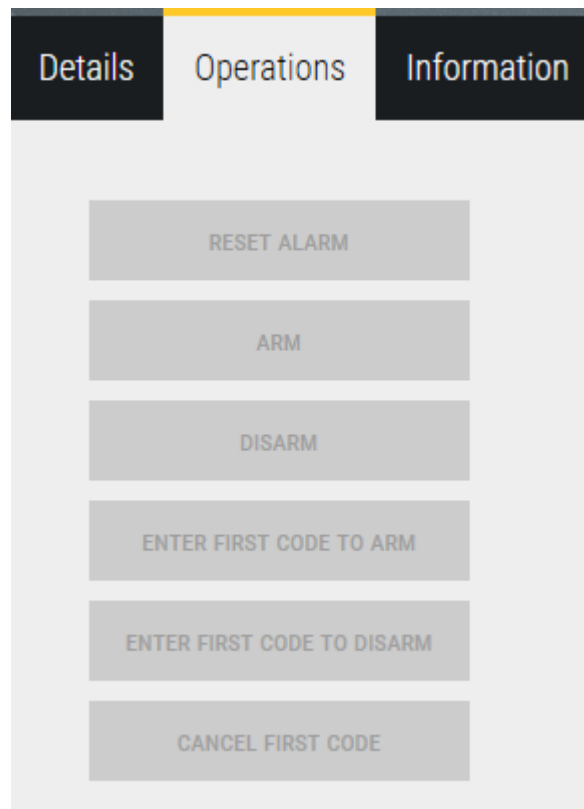 Details Operations Information
RESET ALARM
ARM
DISARM
ENTER FIRST CODE TO ARM
ENTER FIRST CODE TO DISARM
CANCEL FIRST CODE